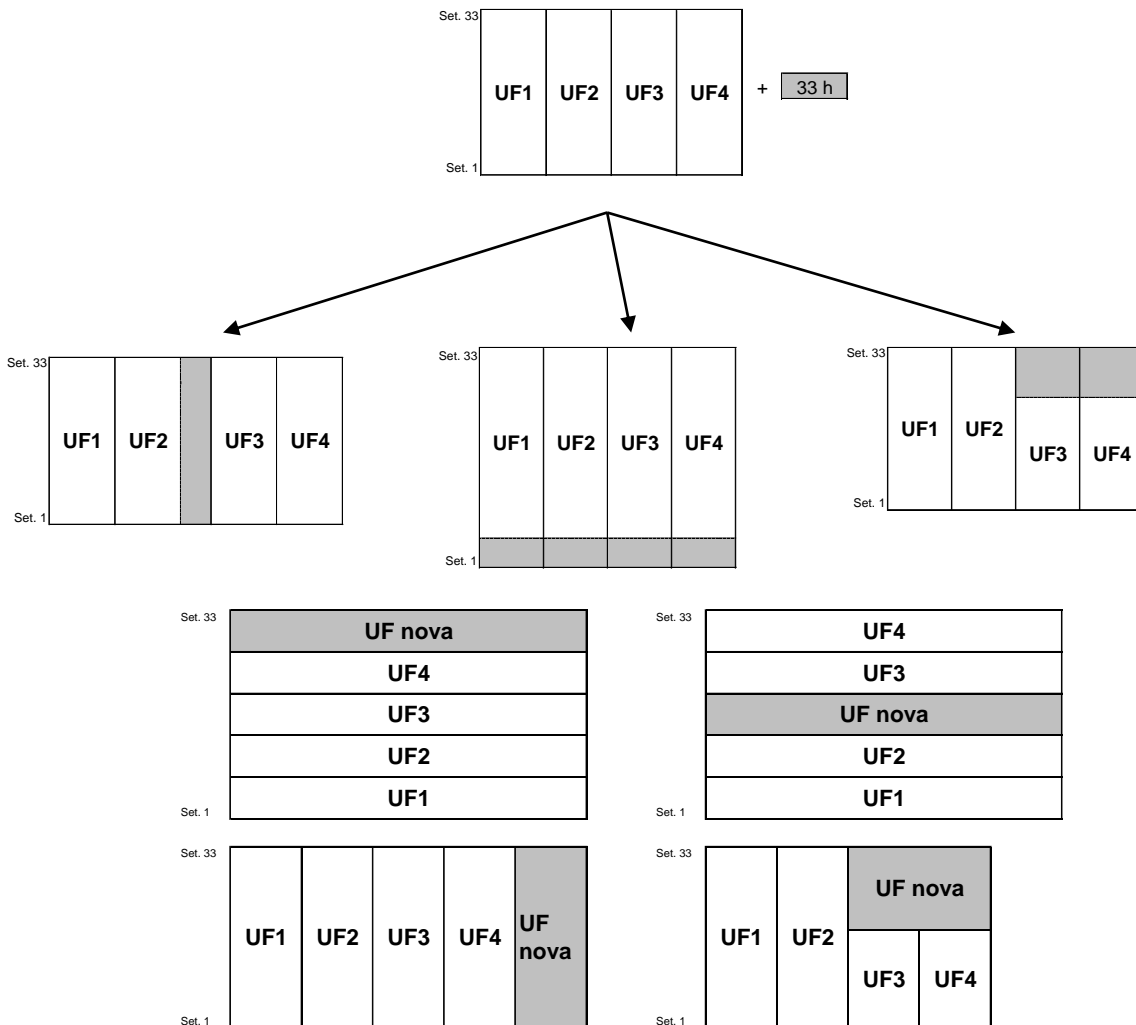 Set. 33
UF1 UF2 UF3 UF4 + 33 h
Set. 1
Set. 33
UF1 UF2 UF3 UF4
Set. 1
Set. 33
UF1 UF2 UF3 UF4
Set. 1
Set. 33
UF1 UF2 UF3 UF4
Set. 1
Set. 33
UF nova
UF4
UF3
UF2
UF1
Set. 1
Set. 33
UF4
UF3
UF nova
UF2
UF1
Set. 1
Set. 33
UF1 UF2 UF3 UF4 UF
nova
Set. 1
Set. 33
UF nova
UF1 UF2
UF3 UF4
Set. 1